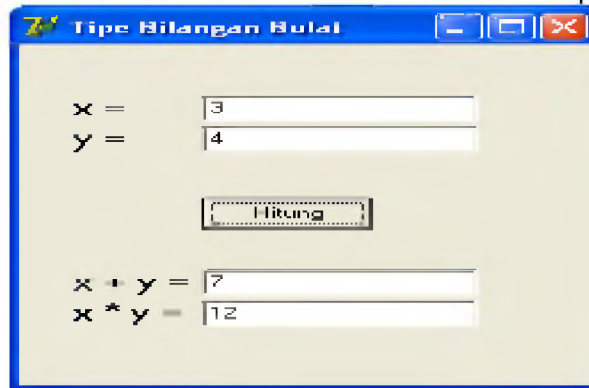 Tipe Bilangan Bulat
x = 3
y = 4
Hitung
x + y = 7
x * y = 12